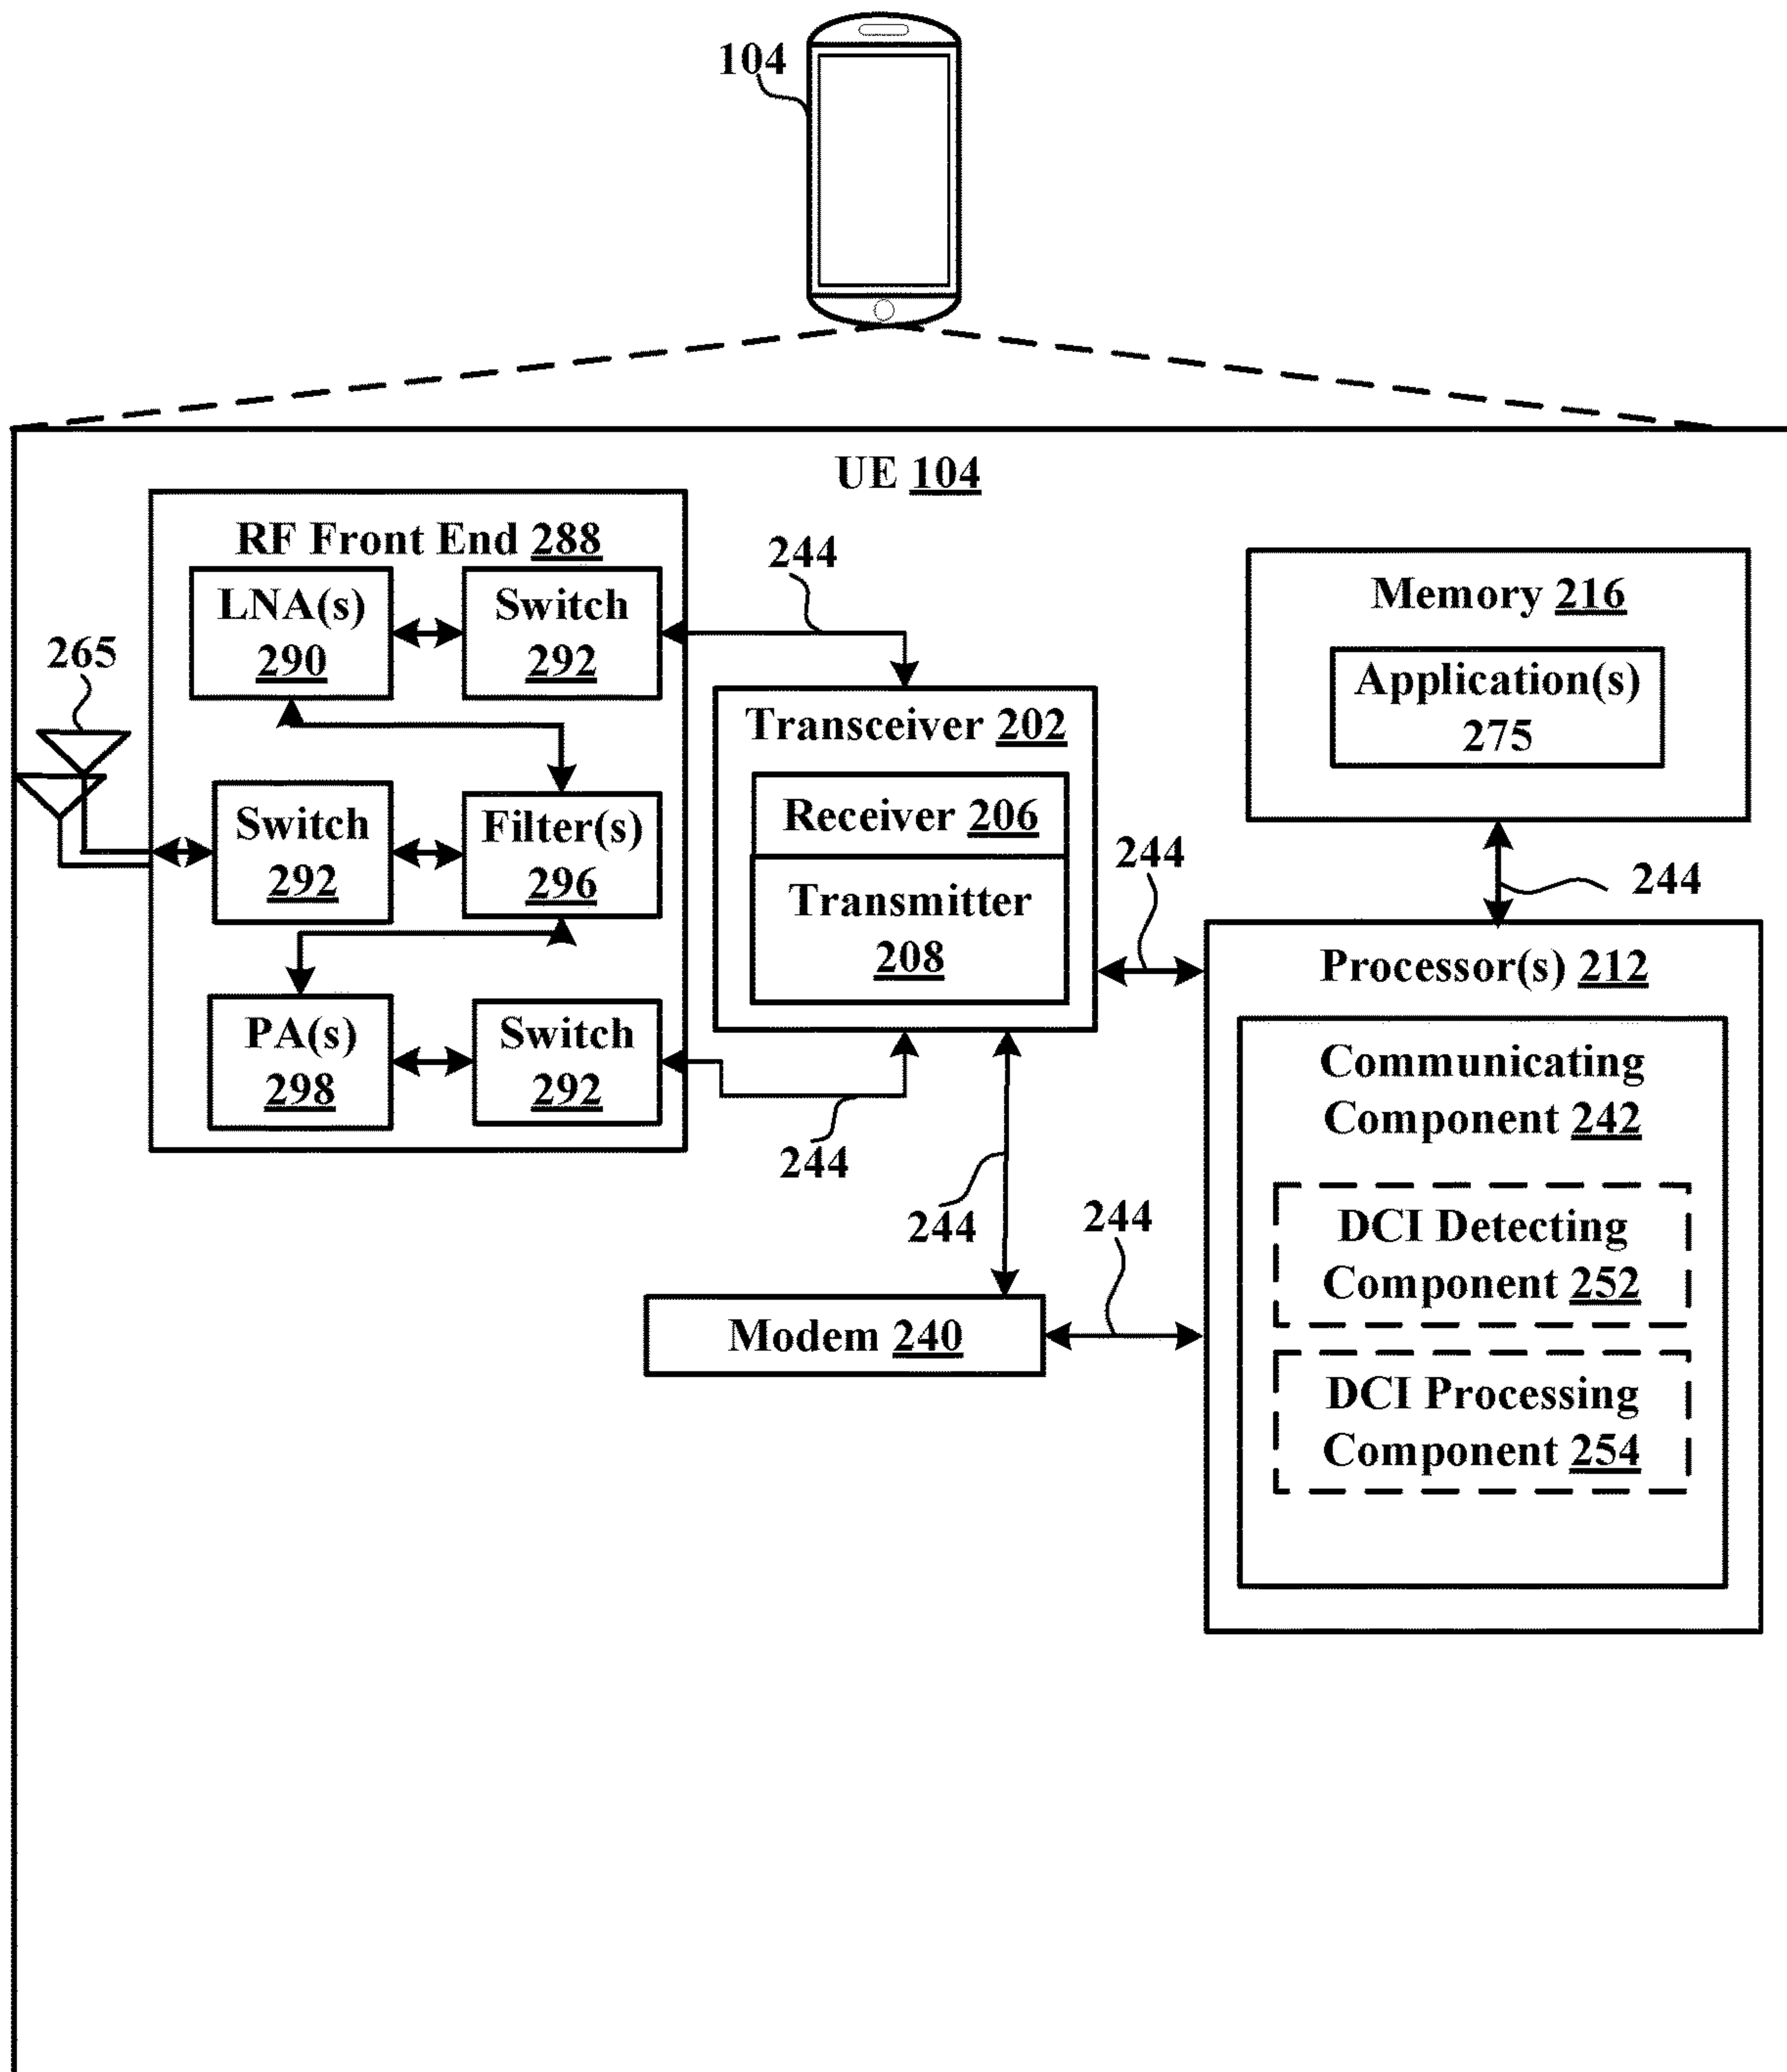 104
UE 104
RF Front End 288
LNA(s)
290
Switch
292
244
265
Switch
292
Filter(s)
296
PA(s)
298
Switch
292
244
Transceiver 202
Receiver 206
Transmitter
208
244
244
Modem 240
244
Memory 216
Application(s)
275
244
Processor(s) 212
Communicating
Component 242
DCI Detecting
Component 252
DCI Processing
Component 254